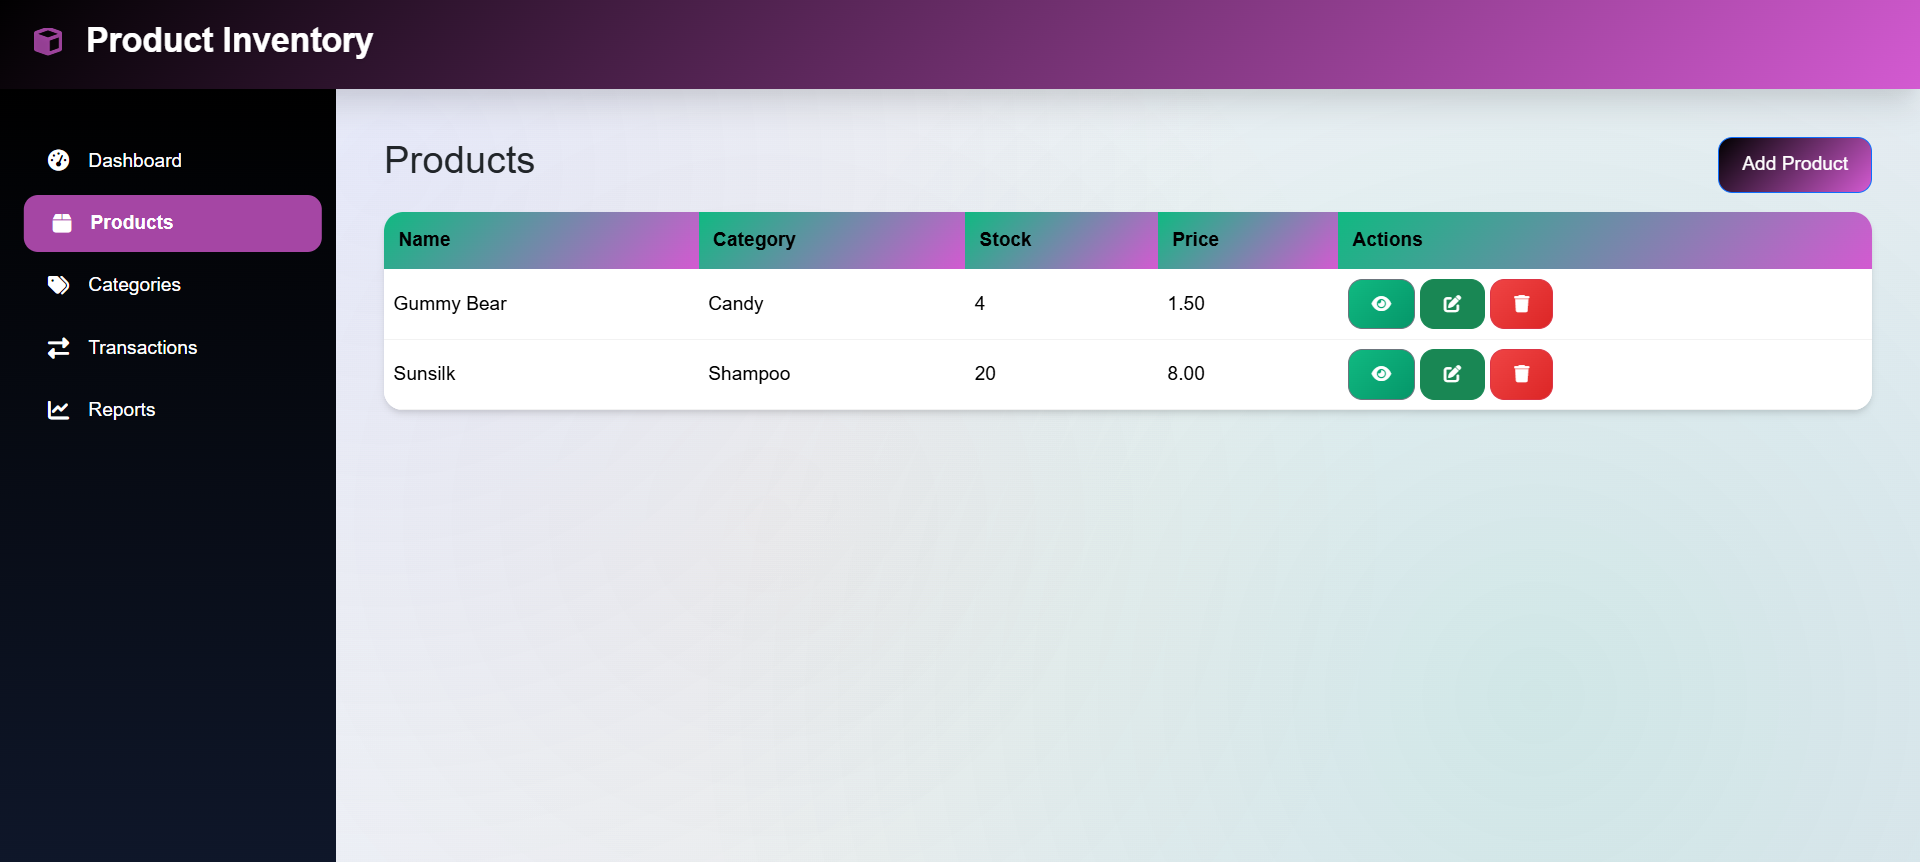 Product Inventory
Dashboard
Products
Categories
Transactions
Reports
Products
Add Product
Name Category Stock Price Actions
Gummy Bear Candy 4 1.50
Sunsilk Shampoo 20 8.00